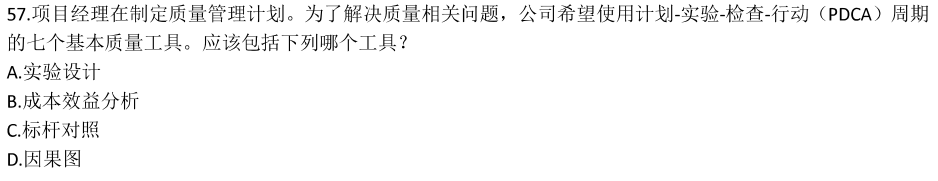 57.项目经理在制定质量管理计划。为了解决质量相关问题，公司希望使用计划-实验-检查-行动（PDCA）周期
的七个基本质量工具。应该包括下列哪个工具？
A.实验设计
B.成本效益分析
C.标杆对照
D.因果图